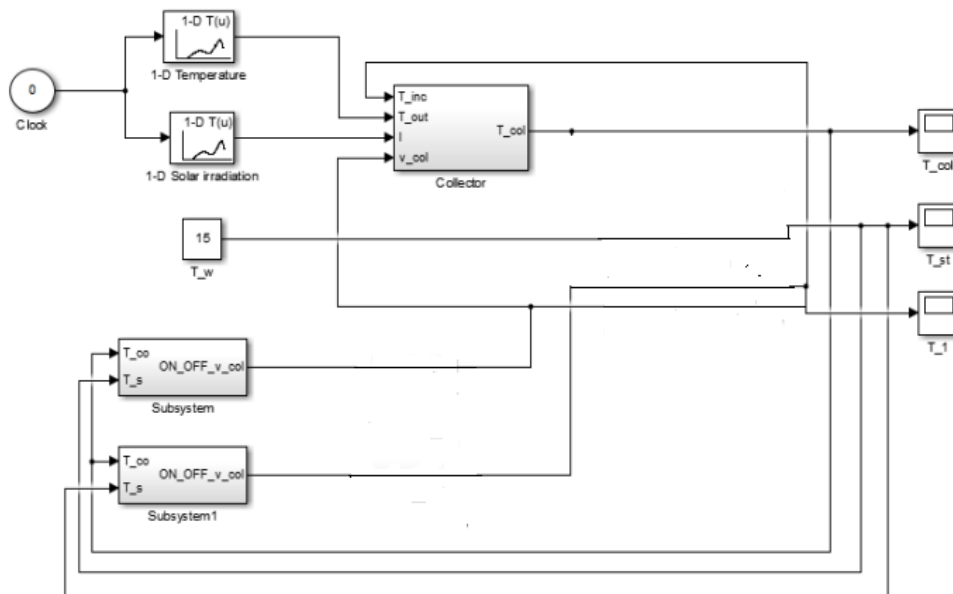 1-D T(u)
1-D Temperature
0
Clock
1-D T(u)
1-D Solar irradiation
T_inc
T_out
I
v_col
T_col
Collector
T_col
15
T_w
T_st
T_1
T_co
T_s
ON_OFF_v_col
Subsystem
T_co
T_s
ON_OFF_v_col
Subsystem1